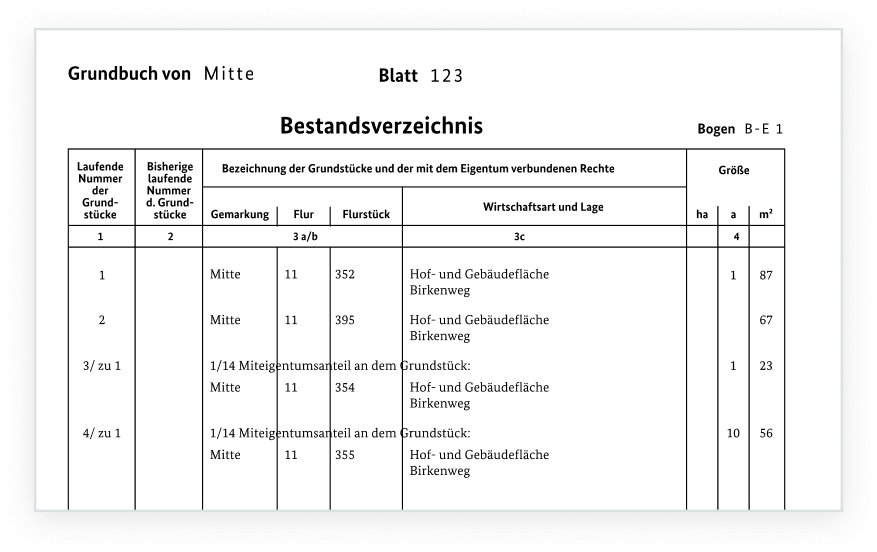 Grundbuch von Mitte Blatt 123
Bestandsverzeichnis
Bogen B-E 1
Laufende Nummer der Grund- stücke
Bisherige laufende Nummer d. Grund- stücke
Bezeichnung der Grundstücke und der mit dem Eigentum verbundenen Rechte
Größe
Gemarkung Flur Flurstück
Wirtschaftsart und Lage
ha a m²
1 2 3 a/b 3c 4
1 Mitte 11 352 Hof- und Gebäudefläche 1 87
Birkenweg
2 Mitte 11 395 Hof- und Gebäudefläche 67
Birkenweg
3/ zu 1 1/14 Miteigentumsanteil an dem Grundstück: 1 23
Mitte 11 354 Hof- und Gebäudefläche
Birkenweg
4/ zu 1 1/14 Miteigentumsanteil an dem Grundstück: 10 56
Mitte 11 355 Hof- und Gebäudefläche
Birkenweg